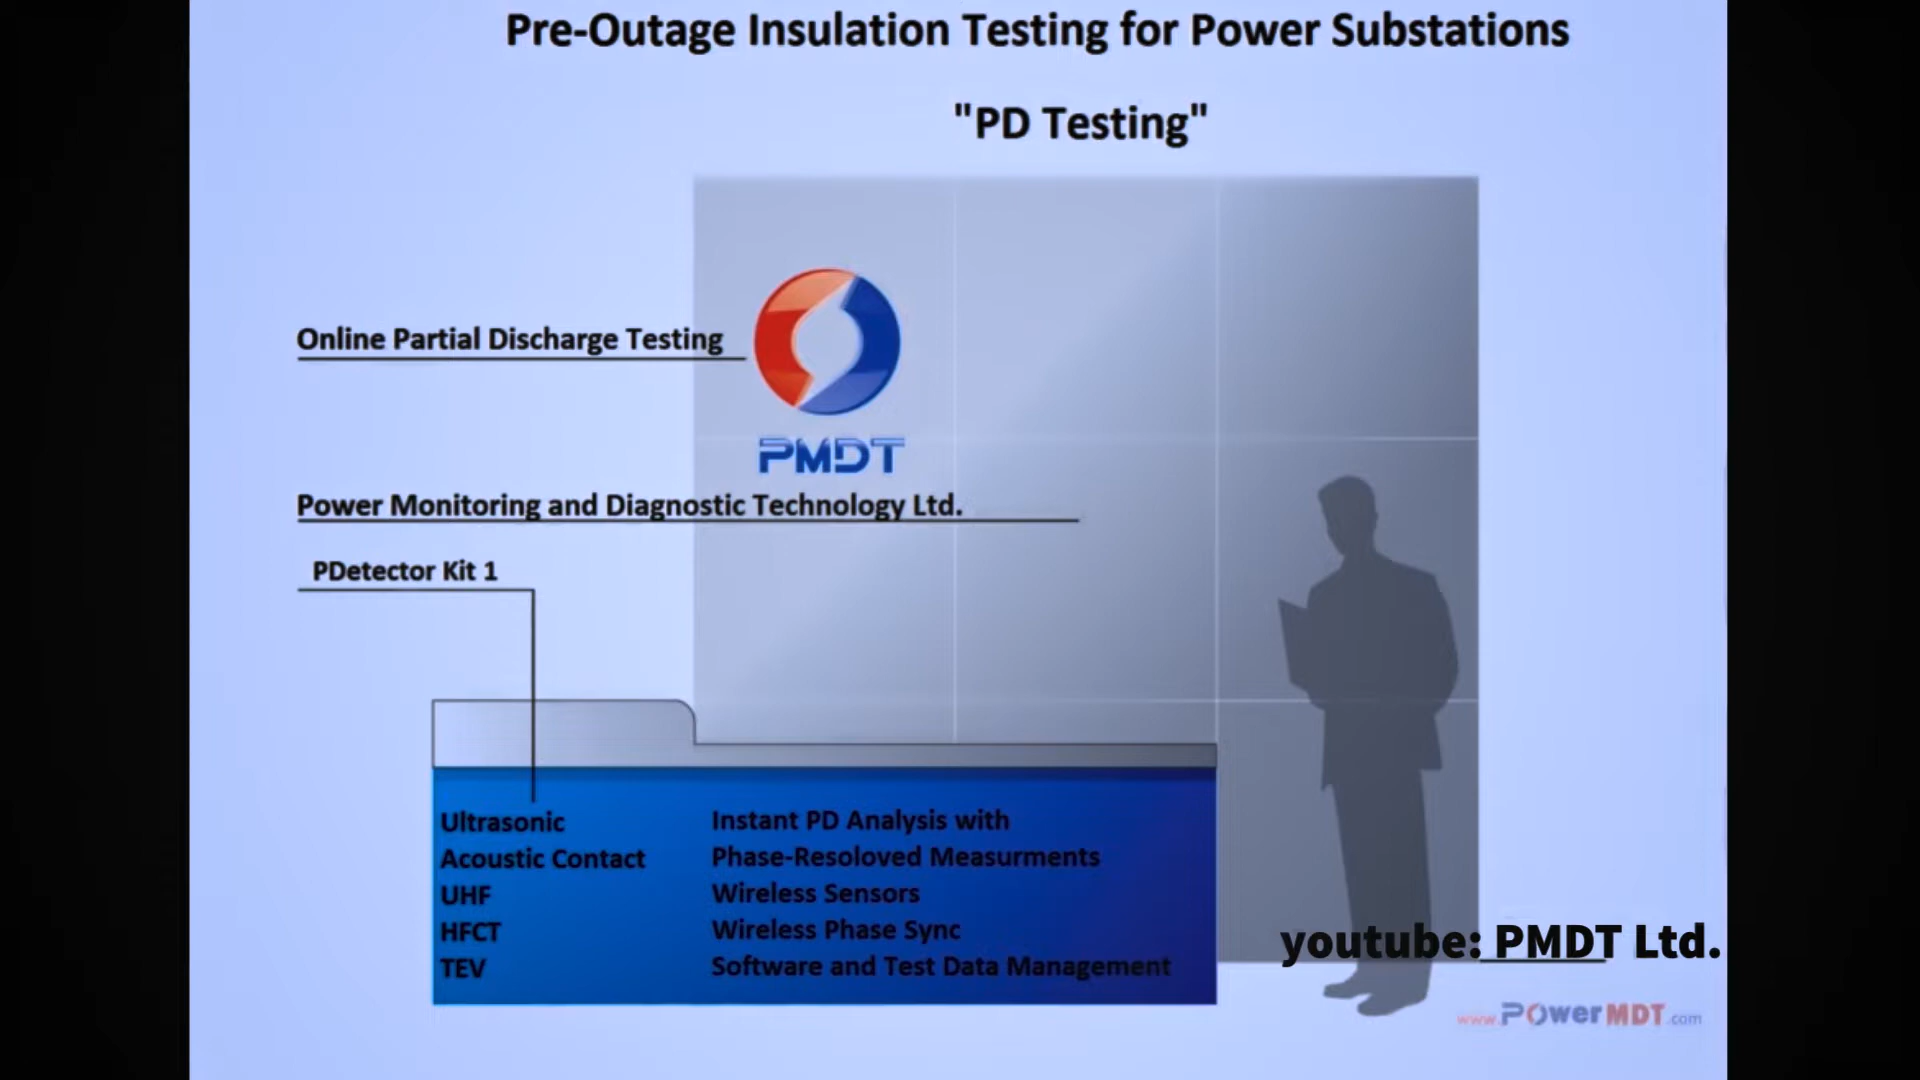 Pre-Outage Insulation Testing for Power Substations
"PD Testing"
Online Partial Discharge Testing
PMDT
Power Monitoring and Diagnostic Technology Ltd.
PDetector Kit 1
Ultrasonic
Acoustic Contact
UHF
HFCT
TEV
Instant PD Analysis with
Phase-Resoloved Measurments
Wireless Sensors
Wireless Phase Sync
Software and Test Data Management
youtube: PMDT Ltd.
www.PowerMDT.com